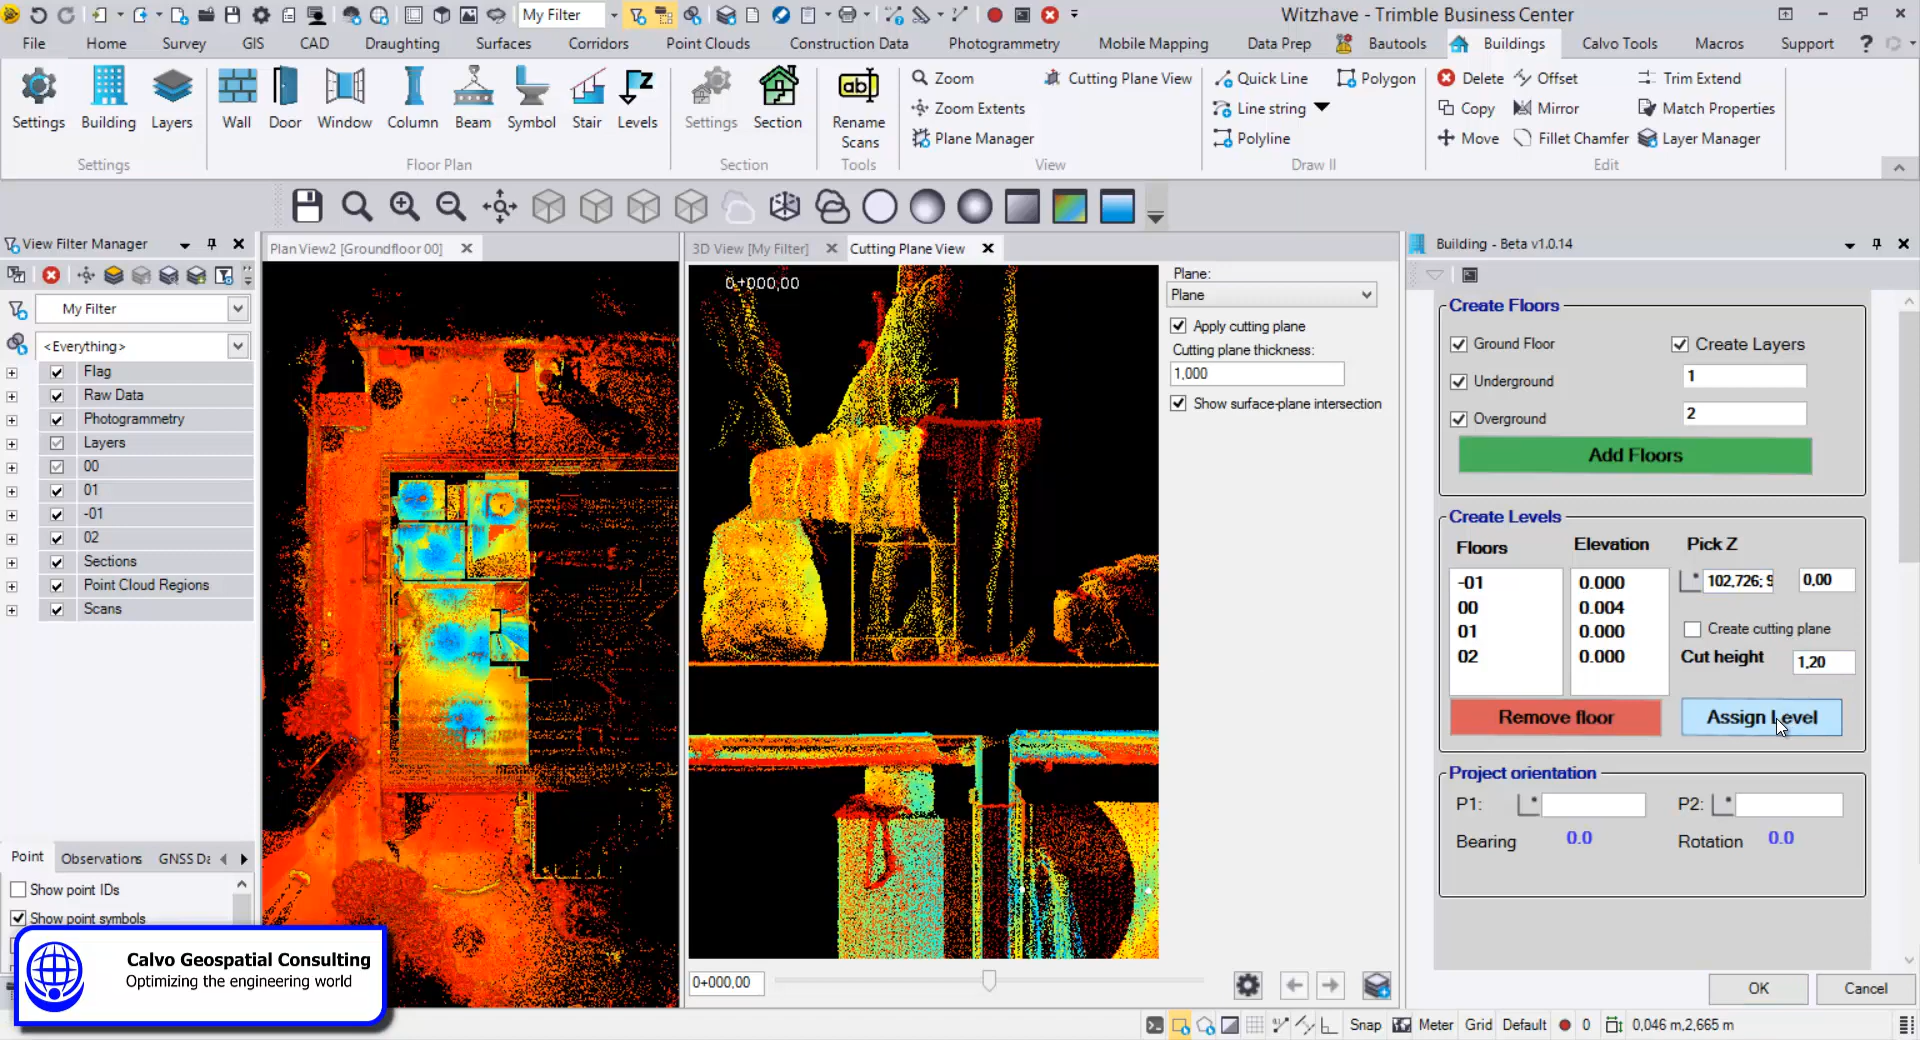 My Filter
Witzhave - Trimble Business Center
File Home Survey GIS CAD Draughting Surfaces Corridors Point Clouds Construction Data Photogrammetry Mobile Mapping Data Prep Bautools Buildings Calvo Tools Macros Support
Settings Building Layers
Settings
Wall Door Window Column Beam Symbol Stair Levels
Floor Plan
Settings Section
Section
Rename
Scans
Tools
Zoom Cutting Plane View
Zoom Extents
Plane Manager
View
Quick Line Polygon
Line string
Polyline
Draw II
Delete Offset Trim Extend
Copy Mirror Match Properties
Move Fillet Chamfer Layer Manager
Edit
View Filter Manager
My Filter
<Everything>
Flag
Raw Data
Photogrammetry
Layers
00
01
-01
02
Sections
Point Cloud Regions
Scans
Point Observations GNSS Da
Show point IDs
Show point symbols
Calvo Geospatial Consulting
Optimizing the engineering world
Plan View2 [Groundfloor 00]
3D View [My Filter] Cutting Plane View
0+000,00
Plane:
Plane
Apply cutting plane
Cutting plane thickness:
1,000
Show surface-plane intersection
0+000,00
Building - Beta v1.0.14
Create Floors
Ground Floor Create Layers
Underground 1
Overground 2
Add Floors
Create Levels
Floors Elevation Pick Z
-01 0.000 102,726; 9 0,00
00 0.004
01 0.000 Create cutting plane
02 0.000 Cut height 1,20
Remove floor Assign Level
Project orientation
P1: P2:
Bearing 0.0 Rotation 0.0
OK Cancel
Snap Meter Grid Default 0 0,046 m,2,665 m